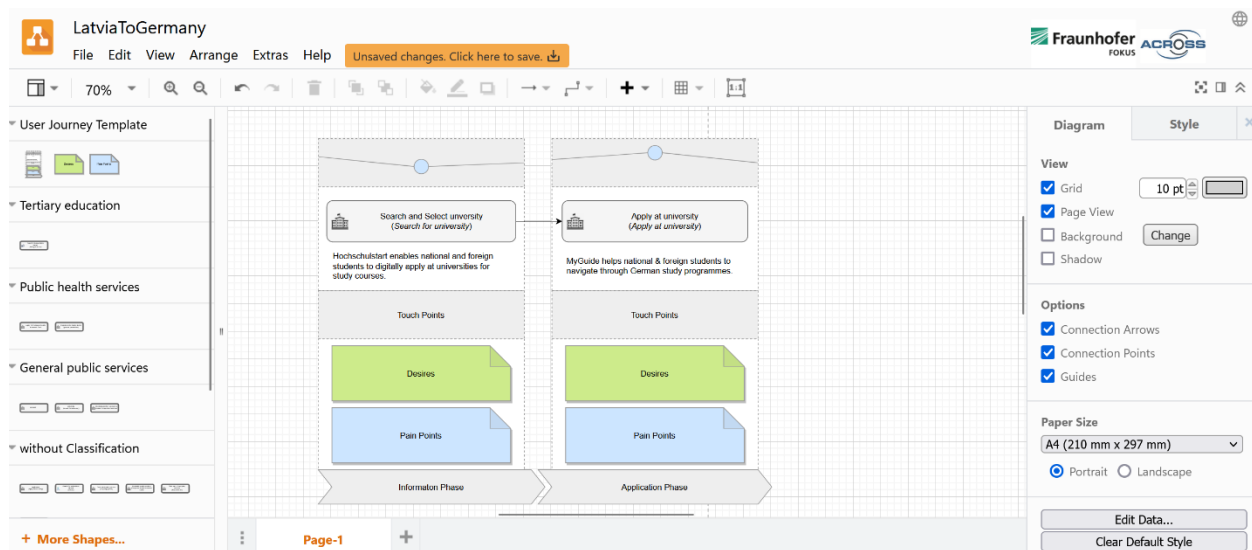 LatviaToGermany
File Edit View Arrange Extras Help Unsaved changes. Click here to save.
Fraunhofer
FOKUS
ACROSS
70%
1:1
User Journey Template
Tertiary education
Public health services
General public services
without Classification
+ More Shapes...
Search and Select unversity
(Search for university)
Hochschulstart enables national and foreign
students to digitally apply at universities for
study courses.
Touch Points
Desires
Pain Points
Informaton Phase
Apply at university
(Apply at university)
MyGuide helps national & foreign students to
navigate through German study programmes.
Touch Points
Desires
Pain Points
Application Phase
Page-1
Diagram Style
View
Grid 10 pt
Page View
Background Change
Shadow
Options
Connection Arrows
Connection Points
Guides
Paper Size
A4 (210 mm x 297 mm)
Portrait Landscape
Edit Data...
Clear Default Style